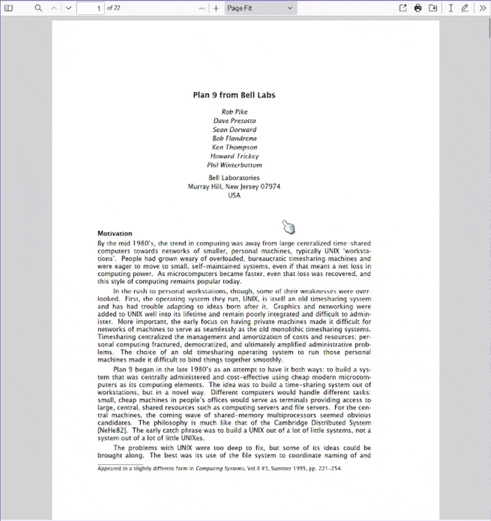 1 of 22 Page Fit
Plan 9 from Bell Labs
Rob Pike
Dave Presotto
Sean Dorward
Bob Flandrena
Ken Thompson
Howard Trickey
Phil Winterbottom
Bell Laboratories
Murray Hill, New Jersey 07974
USA
Motivation
By the mid 1980's, the trend in computing was away from large centralized time-shared
computers towards networks of smaller, personal machines, typically UNIX 'worksta-
tions'. People had grown weary of overloaded, bureaucratic timesharing machines and
were eager to move to small, self-maintained systems, even if that meant a net loss in
computing power. As microcomputers became faster, even that loss was recovered, and
this style of computing remains popular today.
In the rush to personal workstations, though, some of their weaknesses were over-
looked. First, the operating system they run, UNIX, is itself an old timesharing system
and has had trouble adapting to ideas born after it. Graphics and networking were
added to UNIX well into its lifetime and remain poorly integrated and difficult to admin-
ister. More important, the early focus on having private machines made it difficult for
networks of machines to serve as seamlessly as the old monolithic timesharing systems.
Timesharing centralized the management and amortization of costs and resources; per-
sonal computing fractured, democratized, and ultimately amplified administrative prob-
lems. The choice of an old timesharing operating system to run those personal
machines made it difficult to bind things together smoothly.
Plan 9 began in the late 1980's as an attempt to have it both ways: to build a sys-
tem that was centrally administered and cost-effective using cheap modern microcom-
puters as its computing elements. The idea was to build a time-sharing system out of
workstations, but in a novel way. Different computers would handle different tasks:
small, cheap machines in people's offices would serve as terminals providing access to
large, central, shared resources such as computing servers and file servers. For the cen-
tral machines, the coming wave of shared-memory multiprocessors seemed obvious
candidates. The philosophy is much like that of the Cambridge Distributed System
[NeHe82]. The early catch phrase was to build a UNIX out of a lot of little systems, not a
system out of a lot of little UNIXes.
The problems with UNIX were too deep to fix, but some of its ideas could be
brought along. The best was its use of the file system to coordinate naming of and
Appeared in a slightly different form in Computing Systems, Vol 8 #3, Summer 1995, pp. 221-254.